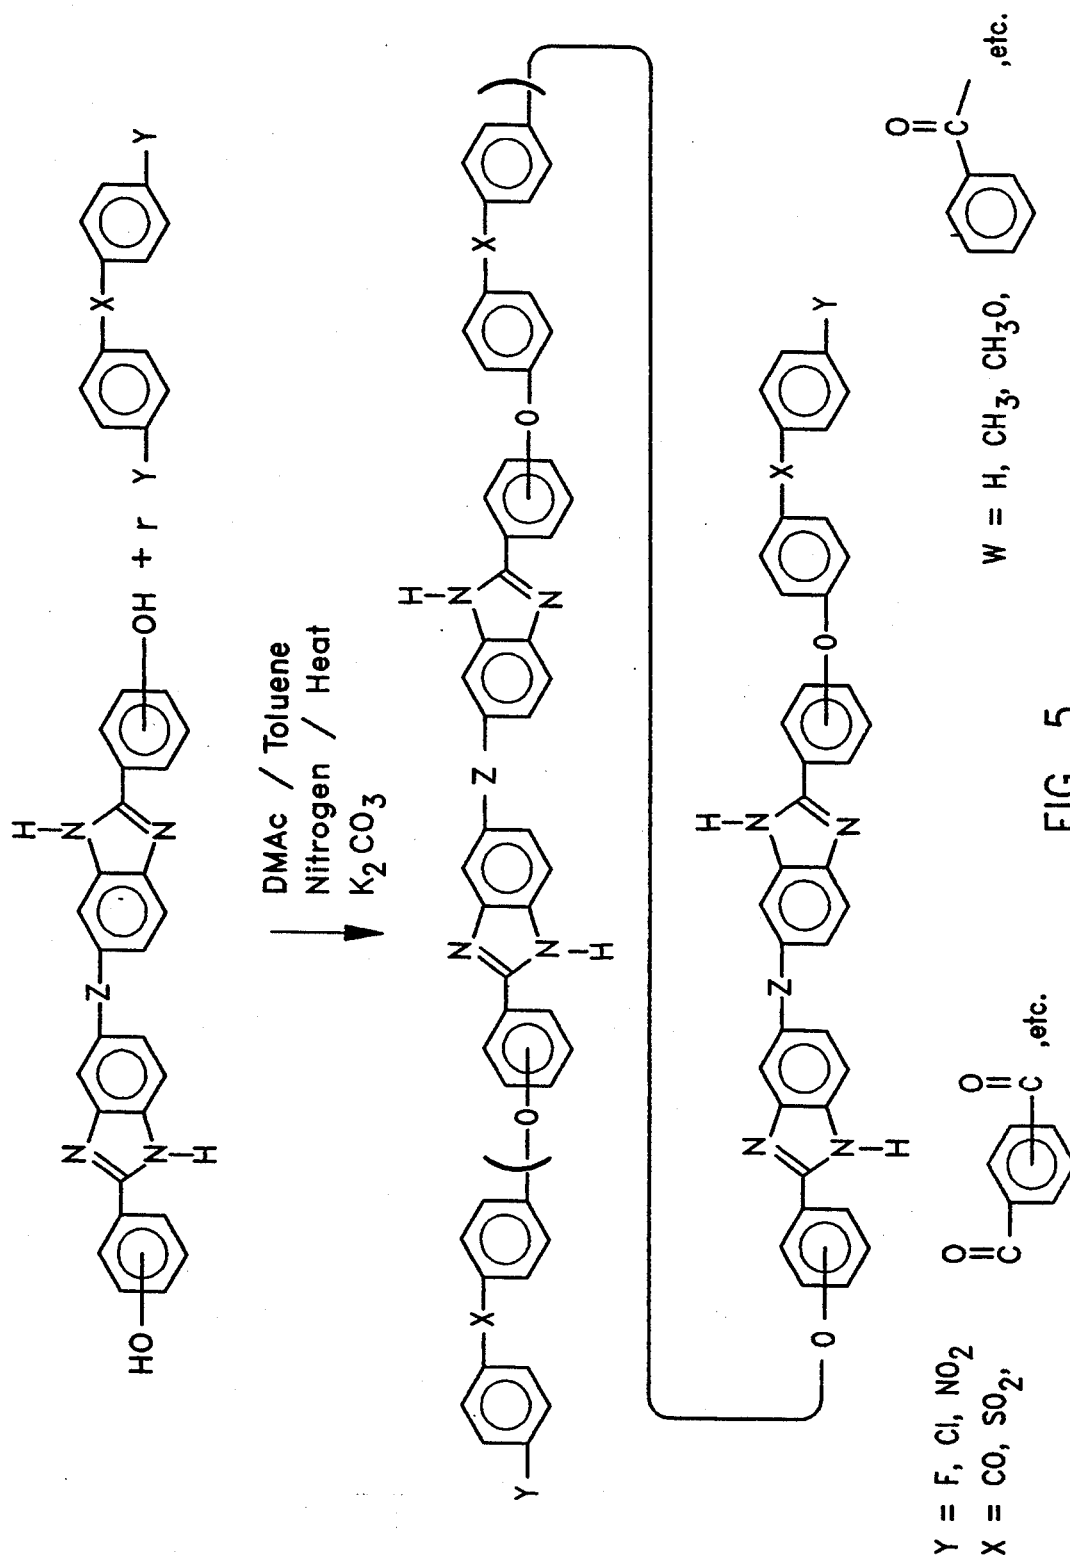 HO
N
N-H
Z
H-N
N
OH + r Y
X
Y
DMAc / Toluene
Nitrogen / Heat
K2CO3
Y
X
(
O
N
N-H
Z
H-N
N
O
X
)
O
N
N-H
Z
H-N
N
O
X
Y
Y = F, Cl, NO2
X = CO, SO2,
O
C
O
C
,etc.
W = H, CH3, CH3O,
O
C
,etc.
FIG. 5